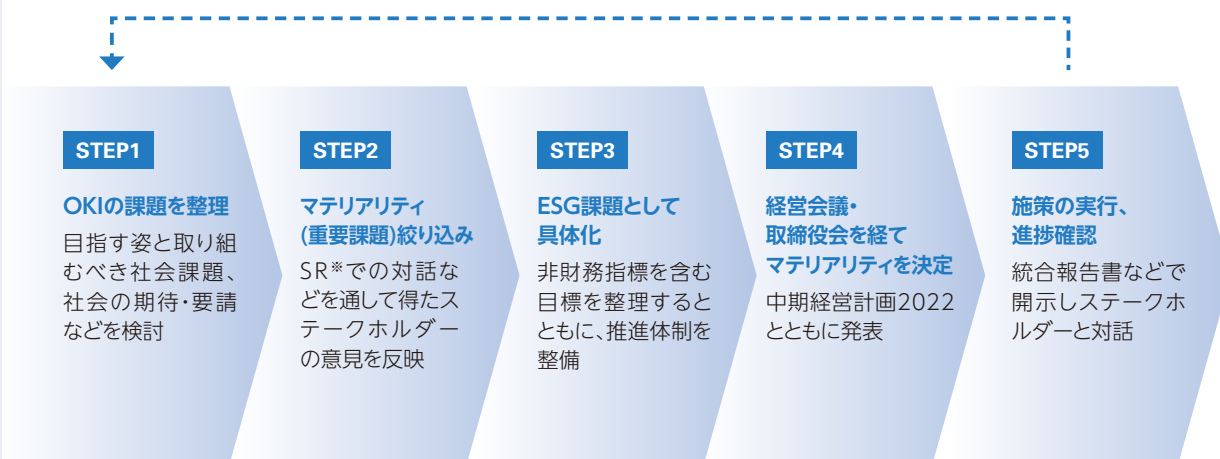 STEP1
OKIの課題を整理
目指す姿と取り組
むべき社会課題、
社会の期待・要請
などを検討
STEP2
マテリアリティ
(重要課題)絞り込み
SR※での対話な
どを通して得たス
テークホルダー
の意見を反映
STEP3
ESG課題として
具体化
非財務指標を含む
目標を整理すると
ともに、推進体制を
整備
STEP4
経営会議・
取締役会を経て
マテリアリティを決定
中期経営計画2022
とともに発表
STEP5
施策の実行、
進捗確認
統合報告書などで
開示しステークホ
ルダーと対話